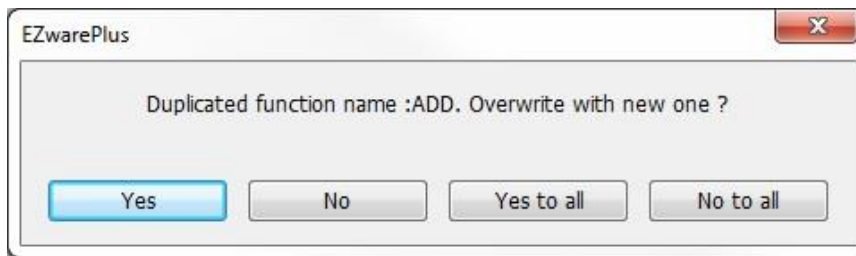 EZwarePlus
Duplicated function name :ADD. Overwrite with new one ?
Yes
No
Yes to all
No to all